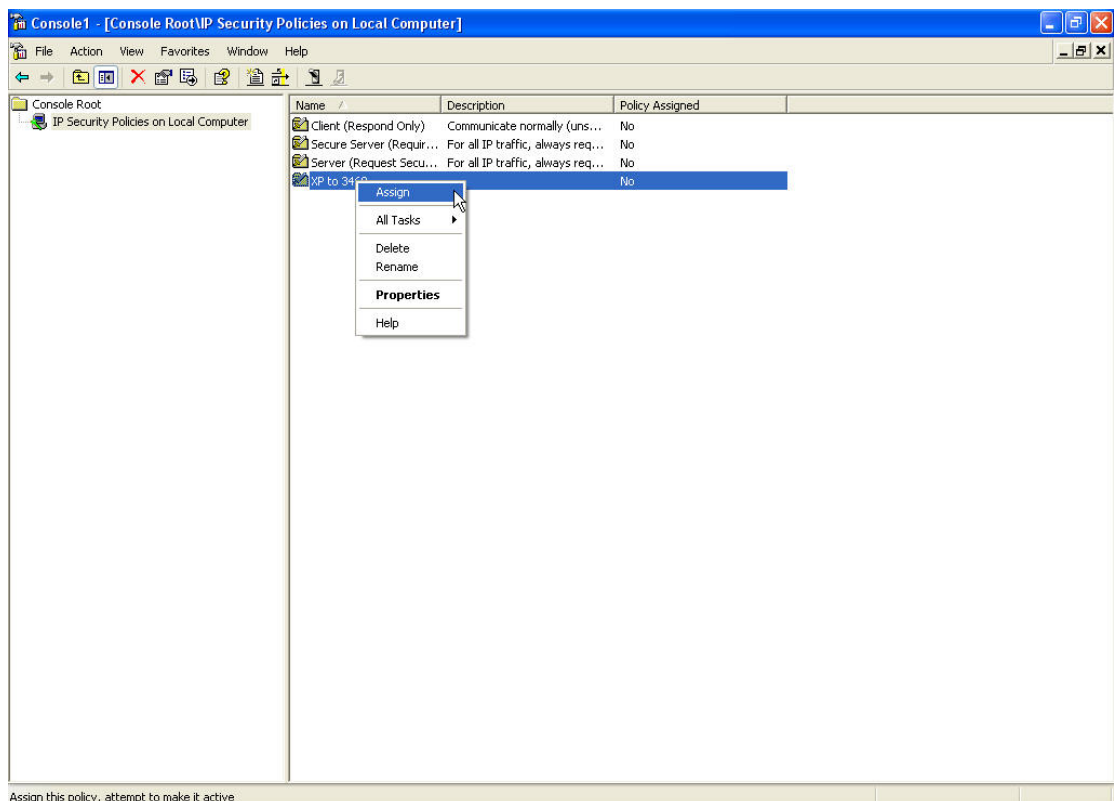 Console1 - [Console Root\IP Security Policies on Local Computer]
File Action View Favorites Window Help
Console Root
IP Security Policies on Local Computer
Name Description Policy Assigned
Client (Respond Only) Communicate normally (uns... No
Secure Server (Requir... For all IP traffic, always req... No
Server (Request Secu... For all IP traffic, always req... No
XP to No
Assign
All Tasks
Delete
Rename
Properties
Help
Assign this policy, attempt to make it active